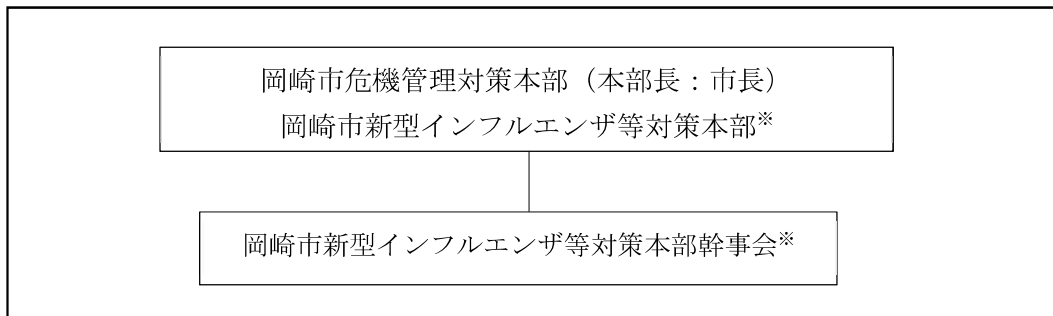 岡崎市危機管理対策本部（本部長：市長）
岡崎市新型インフルエンザ等対策本部※
岡崎市新型インフルエンザ等対策本部幹事会※